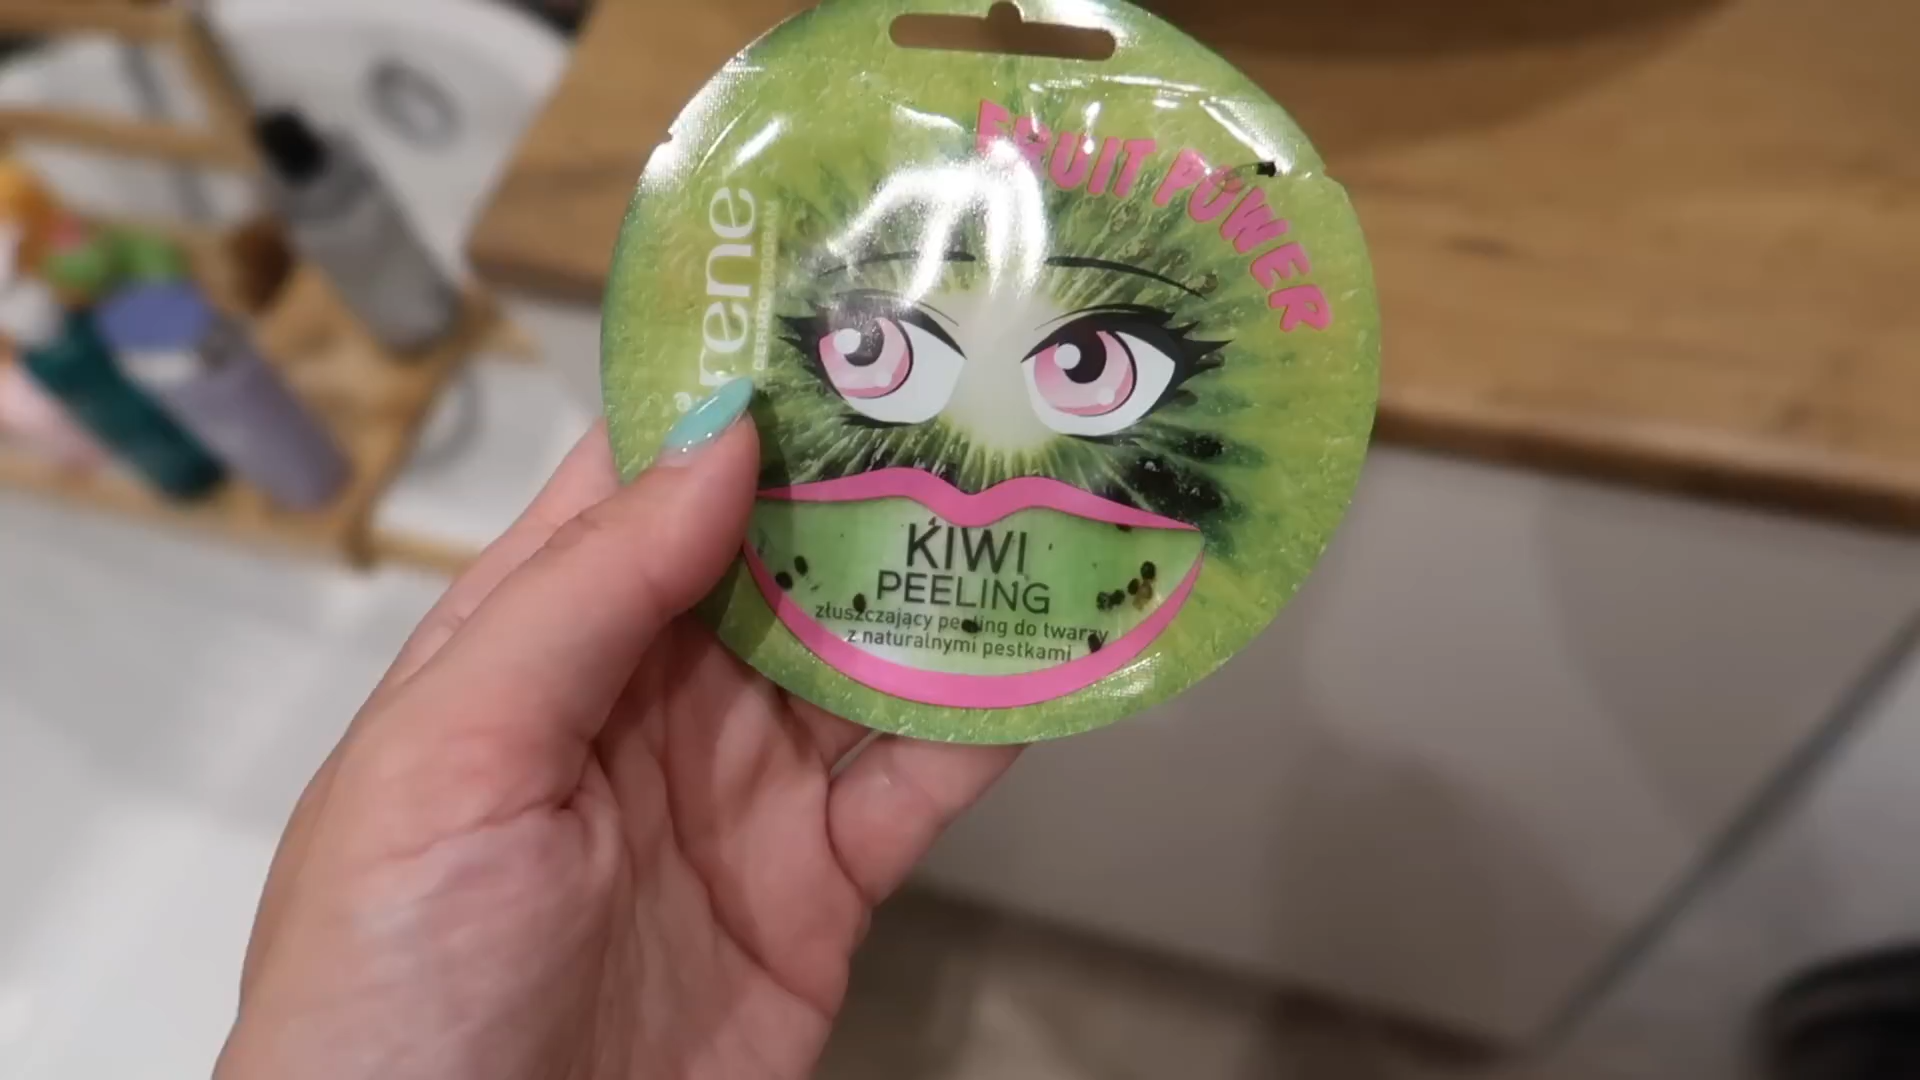 FRUIT POWER
KIWI
PEELING
złuszczający peeling do twarzy
z naturalnymi pestkami